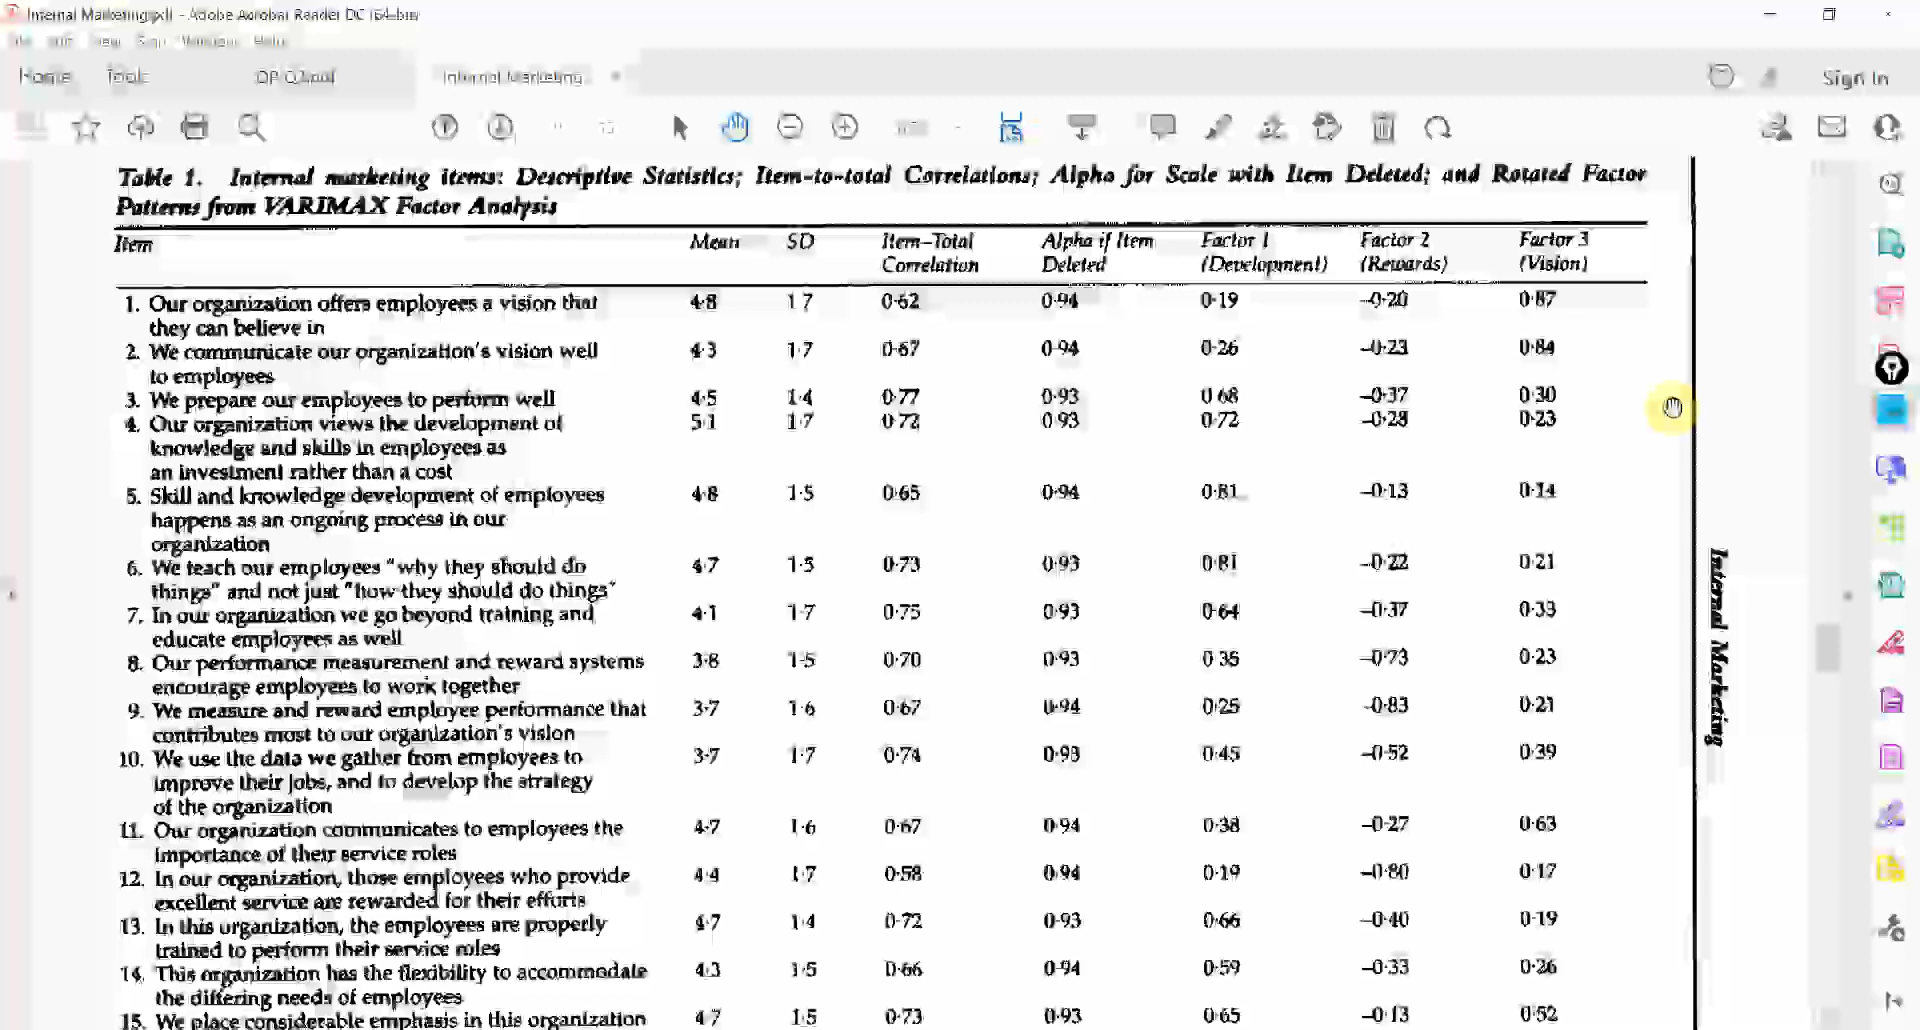 Internal Marketing.pdf - Adobe Acrobat Reader DC (64-bit)
Home Tools Internal Marketing Sign In
Table 1. Internal marketing items: Descriptive Statistics; Item-to-total Correlations; Alpha for Scale with Item Deleted; and Rotated Factor
Patterns from VARIMAX Factor Analysis
Item Mean SD Item–Total Alpha if Item Factor 1 Factor 2 Factor 3
Correlation Deleted (Development) (Rewards) (Vision)
1. Our organization offers employees a vision that 4·8 1·7 0·62 0·94 0·19 –0·20 0·87
they can believe in
2. We communicate our organization's vision well 4·3 1·7 0·67 0·94 0·26 –0·23 0·84
to employees
3. We prepare our employees to perform well 4·5 1·4 0·77 0·93 0·68 –0·37 0·30
4. Our organization views the development of 5·1 1·7 0·72 0·93 0·72 –0·28 0·23
knowledge and skills in employees as
an investment rather than a cost
5. Skill and knowledge development of employees 4·8 1·5 0·65 0·94 0·81 –0·13 0·14
happens as an ongoing process in our
organization
6. We teach our employees "why they should do 4·7 1·5 0·73 0·93 0·81 –0·22 0·21
things" and not just "how they should do things"
7. In our organization we go beyond training and 4·1 1·7 0·75 0·93 0·64 –0·37 0·33
educate employees as well
8. Our performance measurement and reward systems 3·8 1·5 0·70 0·93 0·35 –0·73 0·23
encourage employees to work together
9. We measure and reward employee performance that 3·7 1·6 0·67 0·94 0·25 –0·83 0·21
contributes most to our organization's vision
10. We use the data we gather from employees to 3·7 1·7 0·74 0·93 0·45 –0·52 0·39
improve their jobs, and to develop the strategy
of the organization
11. Our organization communicates to employees the 4·7 1·6 0·67 0·94 0·38 –0·27 0·63
importance of their service roles
12. In our organization, those employees who provide 4·4 1·7 0·58 0·94 0·19 –0·80 0·17
excellent service are rewarded for their efforts
13. In this organization, the employees are properly 4·7 1·4 0·72 0·93 0·66 –0·40 0·19
trained to perform their service roles
14. This organization has the flexibility to accommodate 4·3 1·5 0·66 0·94 0·59 –0·33 0·26
the differing needs of employees
15. We place considerable emphasis in this organization 4·7 1·5 0·73 0·93 0·65 –0·13 0·52
Internal Marketing